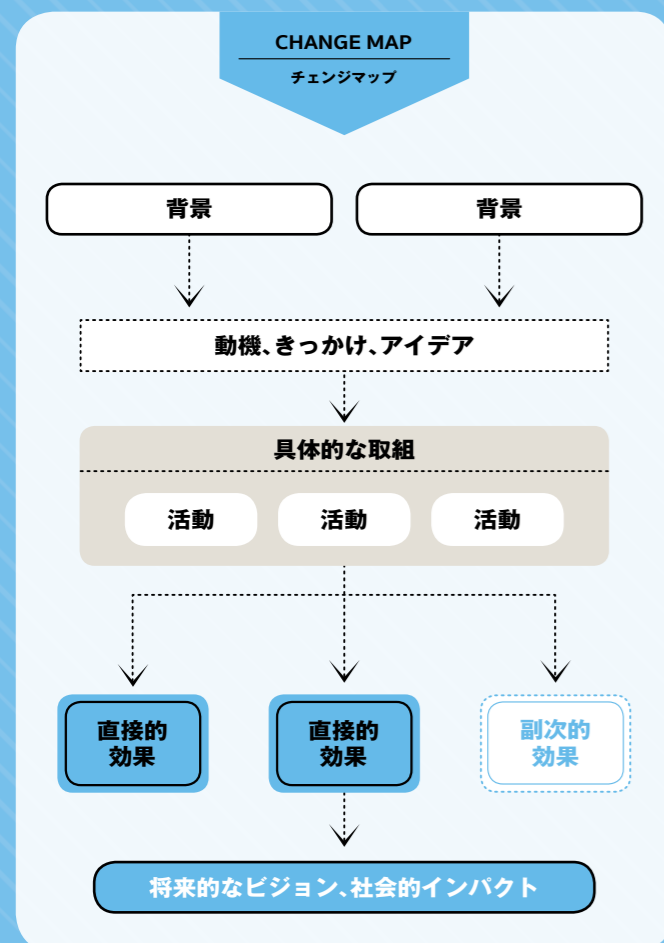 CHANGE MAP
チェンジマップ
背景
背景
動機、きっかけ、アイデア
具体的な取組
活動
活動
活動
直接的
効果
直接的
効果
副次的
効果
将来的なビジョン、社会的インパクト